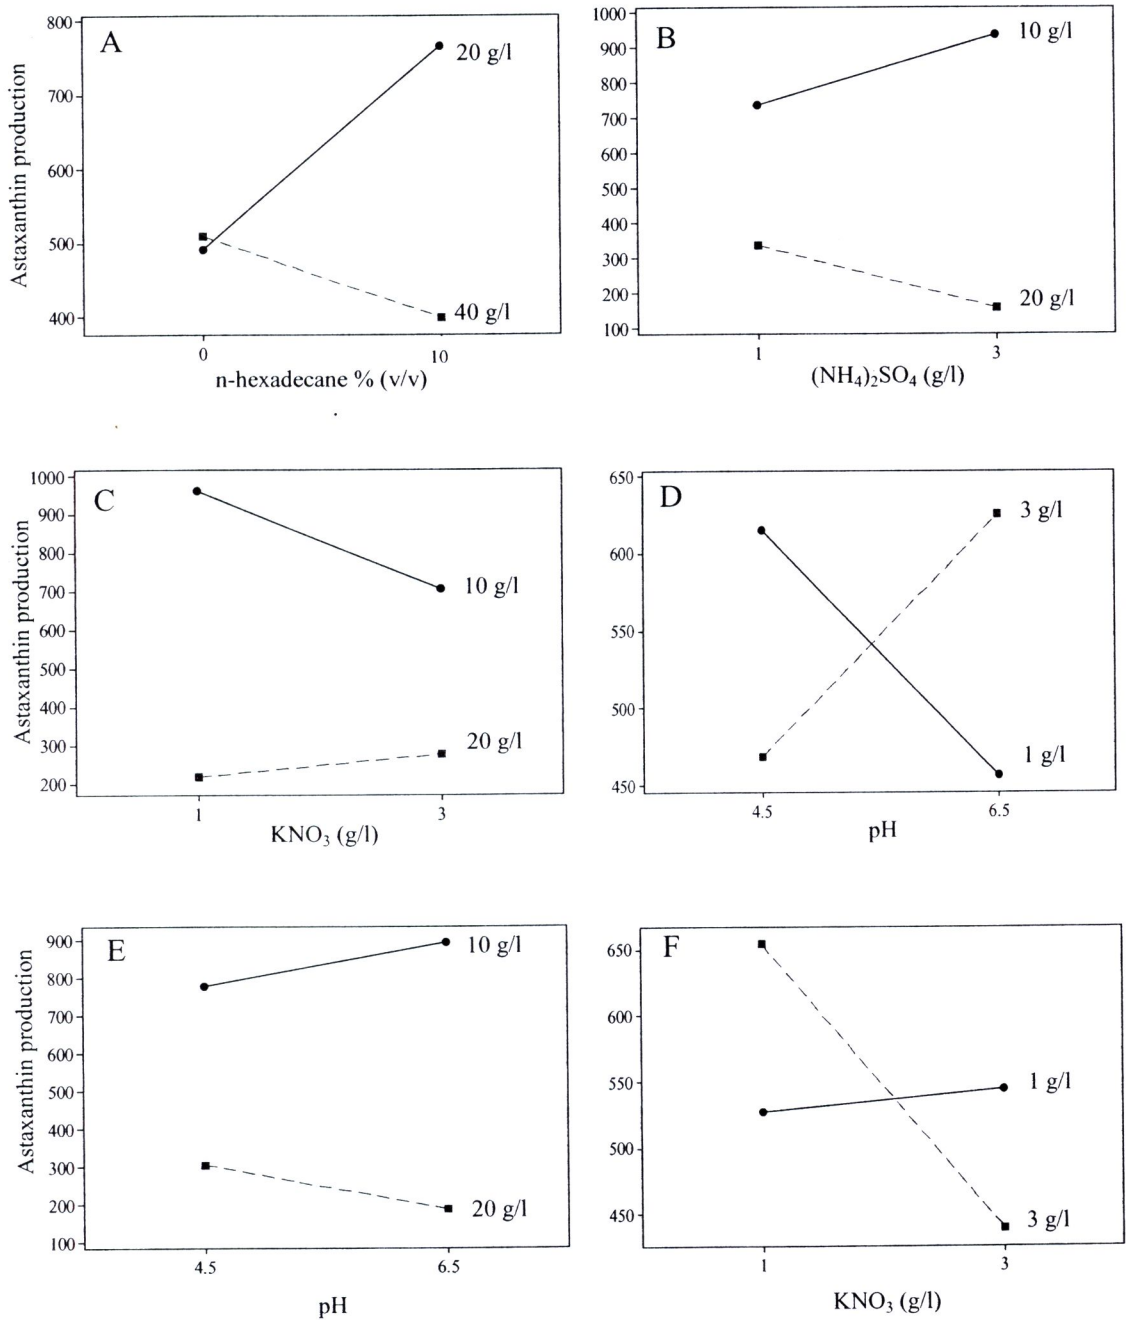 A
800
700
600
500
400
Astaxanthin production
20 g/l
40 g/l
0
10
n-hexadecane % (v/v)
B
1000
900
800
700
600
500
400
300
200
100
10 g/l
20 g/l
1
3
(NH₄)₂SO₄ (g/l)
C
1000
900
800
700
600
500
400
300
200
Astaxanthin production
10 g/l
20 g/l
1
3
KNO₃ (g/l)
D
650
600
550
500
450
3 g/l
1 g/l
4.5
6.5
pH
E
900
800
700
600
500
400
300
200
100
Astaxanthin production
10 g/l
20 g/l
4.5
6.5
pH
F
650
600
550
500
450
1 g/l
3 g/l
1
3
KNO₃ (g/l)